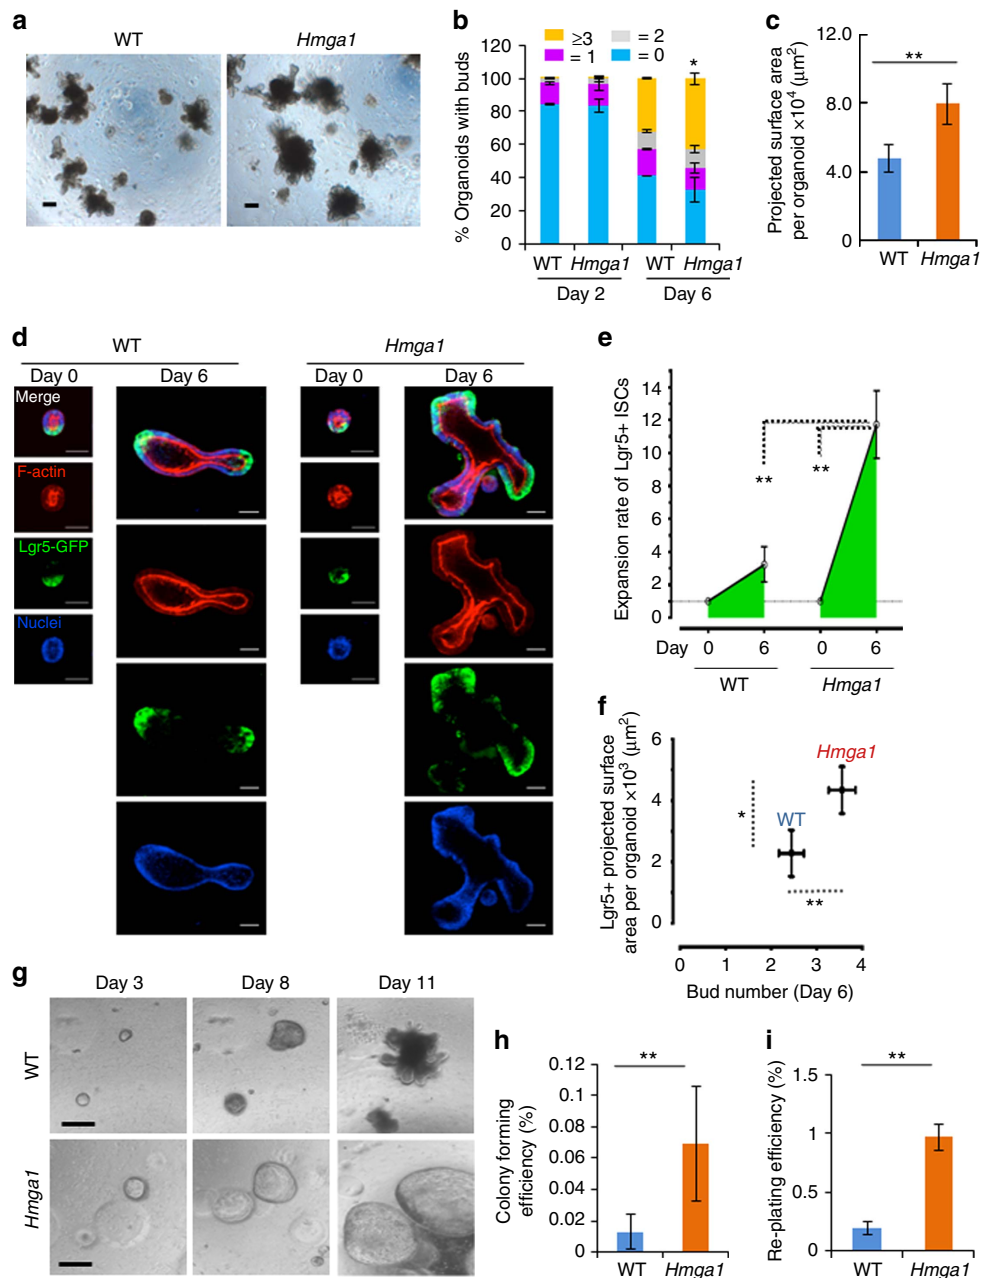 a
WT Hmga1
b
≥3 = 2
= 1 = 0
% Organoids with buds
120
100
80
60
40
20
0
*
WT Hmga1 WT Hmga1
Day 2 Day 6
c
Projected surface area
per organoid ×10⁴ (μm²)
12.0
8.0
4.0
0
**
WT Hmga1
d
WT Hmga1
Day 0 Day 6 Day 0 Day 6
Merge
F-actin
Lgr5-GFP
Nuclei
e
Expansion rate of Lgr5+ ISCs
14
12
10
8
6
4
2
0
**
**
Day 0 6 0 6
WT Hmga1
f
Lgr5+ projected surface
area per organoid ×10³ (μm²)
6
4
2
0
Hmga1
WT
*
**
0 1 2 3 4
Bud number (Day 6)
g
Day 3 Day 8 Day 11
WT
Hmga1
h
Colony forming
efficiency (%)
0.12
0.1
0.08
0.06
0.04
0.02
0
**
WT Hmga1
i
Re-plating efficiency (%)
1.5
1
0.5
0
**
WT Hmga1